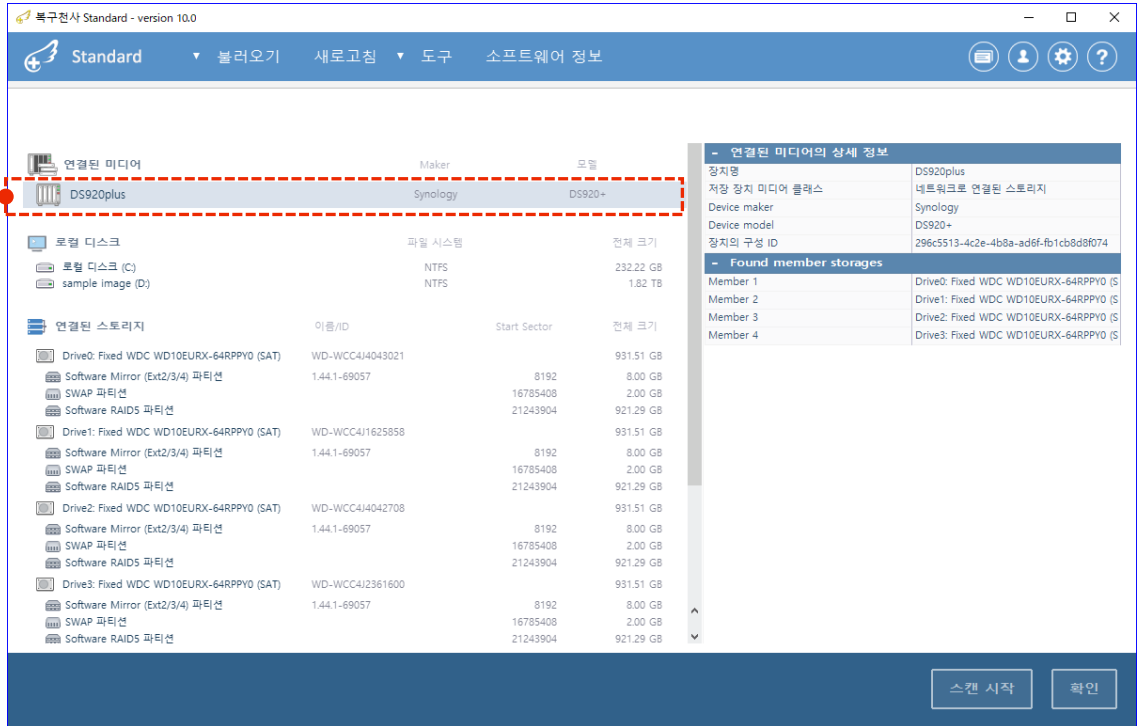 복구천사 Standard - version 10.0
Standard ▼ 불러오기 새로고침 ▼ 도구 소프트웨어 정보
연결된 미디어 Maker 모델
DS920plus Synology DS920+
로컬 디스크 파일 시스템 전체 크기
로컬 디스크 (C:) NTFS 232.22 GB
sample image (D:) NTFS 1.82 TB
연결된 스토리지 이름/ID Start Sector 전체 크기
Drive0: Fixed WDC WD10EURX-64RPPY0 (SAT) WD-WCC4J4043021 931.51 GB
Software Mirror (Ext2/3/4) 파티션 1.44.1-69057 8192 8.00 GB
SWAP 파티션 16785408 2.00 GB
Software RAID5 파티션 21243904 921.29 GB
Drive1: Fixed WDC WD10EURX-64RPPY0 (SAT) WD-WCC4J1625858 931.51 GB
Software Mirror (Ext2/3/4) 파티션 1.44.1-69057 8192 8.00 GB
SWAP 파티션 16785408 2.00 GB
Software RAID5 파티션 21243904 921.29 GB
Drive2: Fixed WDC WD10EURX-64RPPY0 (SAT) WD-WCC4J4042708 931.51 GB
Software Mirror (Ext2/3/4) 파티션 1.44.1-69057 8192 8.00 GB
SWAP 파티션 16785408 2.00 GB
Software RAID5 파티션 21243904 921.29 GB
Drive3: Fixed WDC WD10EURX-64RPPY0 (SAT) WD-WCC4J2361600 931.51 GB
Software Mirror (Ext2/3/4) 파티션 1.44.1-69057 8192 8.00 GB
SWAP 파티션 16785408 2.00 GB
Software RAID5 파티션 21243904 921.29 GB
- 연결된 미디어의 상세 정보
장치명 DS920plus
저장 장치 미디어 클래스 네트워크로 연결된 스토리지
Device maker Synology
Device model DS920+
장치의 구성 ID 296c5513-4c2e-4b8a-ad6f-fb1cb8d8f074
- Found member storages
Member 1 Drive0: Fixed WDC WD10EURX-64RPPY0 (S
Member 2 Drive1: Fixed WDC WD10EURX-64RPPY0 (S
Member 3 Drive2: Fixed WDC WD10EURX-64RPPY0 (S
Member 4 Drive3: Fixed WDC WD10EURX-64RPPY0 (S
스캔 시작 확인